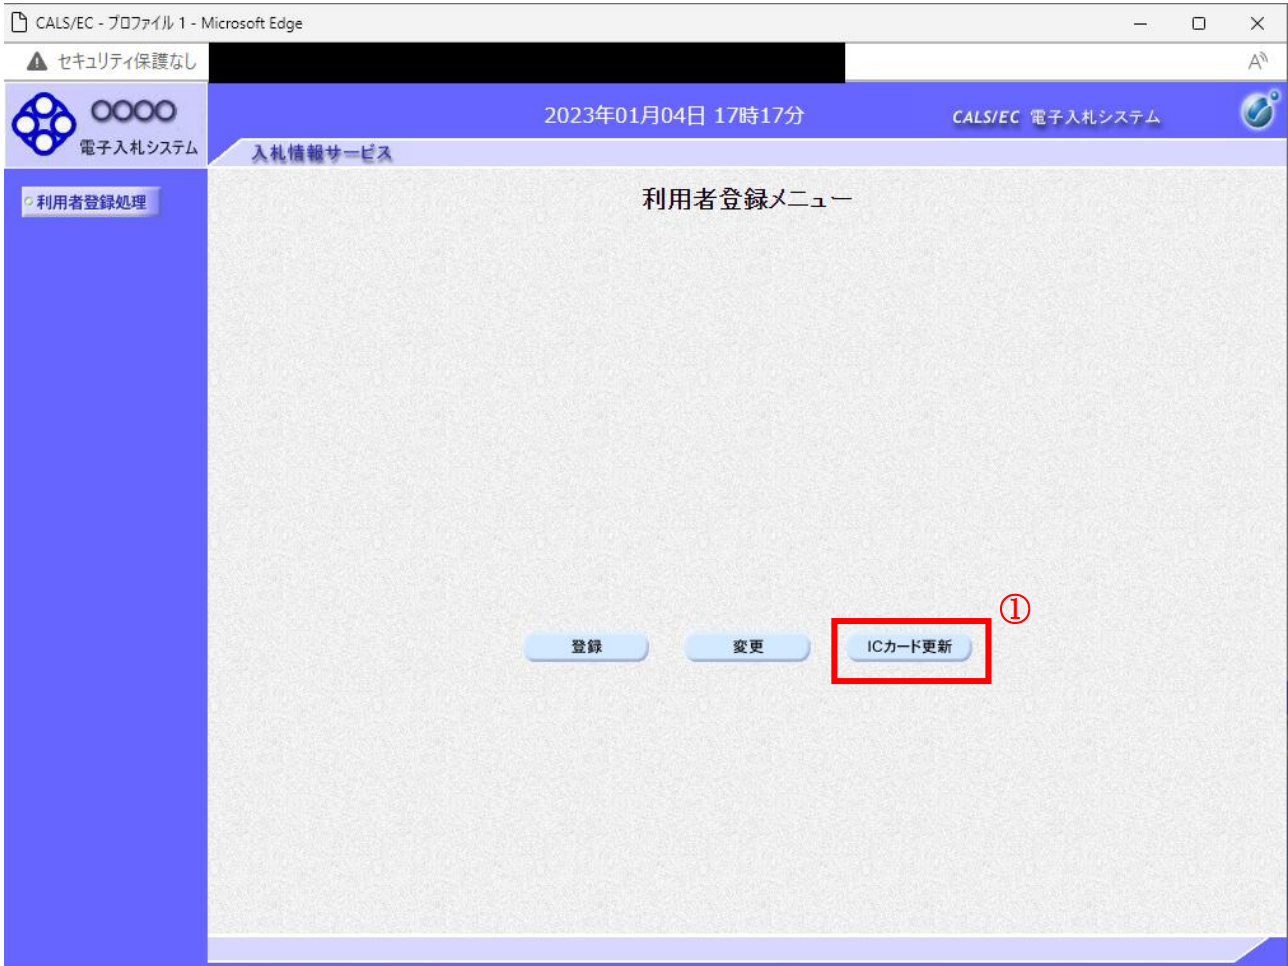 CALS/EC - プロファイル 1 - Microsoft Edge
セキュリティ保護なし
○○○○
電子入札システム
2023年01月04日 17時17分
CALS/EC 電子入札システム
入札情報サービス
利用者登録処理
利用者登録メニュー
①
登録
変更
ICカード更新